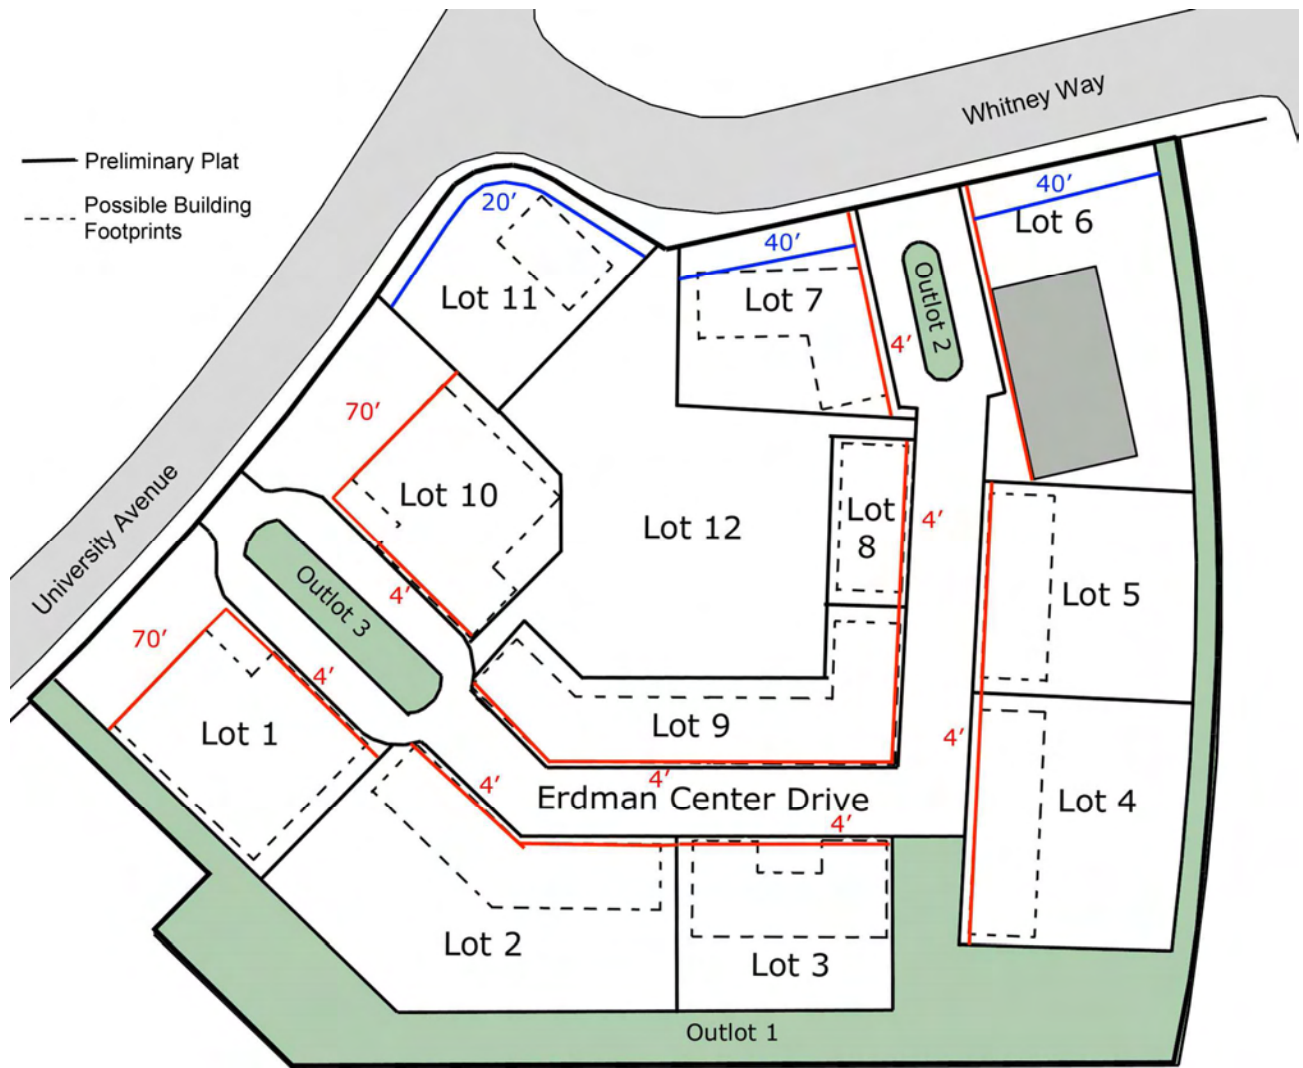 Whitney Way
Preliminary Plat
Possible Building
Footprints
20'
40'
40'
Lot 6
Lot 11
Lot 7
Outlot 2
4'
70'
Lot 10
University Avenue
Lot 12
Lot
8
4'
Outlot 3
4'
Lot 5
70'
4'
Lot 1
Lot 9
4'
4'
4'
Erdman Center Drive
Lot 4
4'
Lot 2
Lot 3
Outlot 1